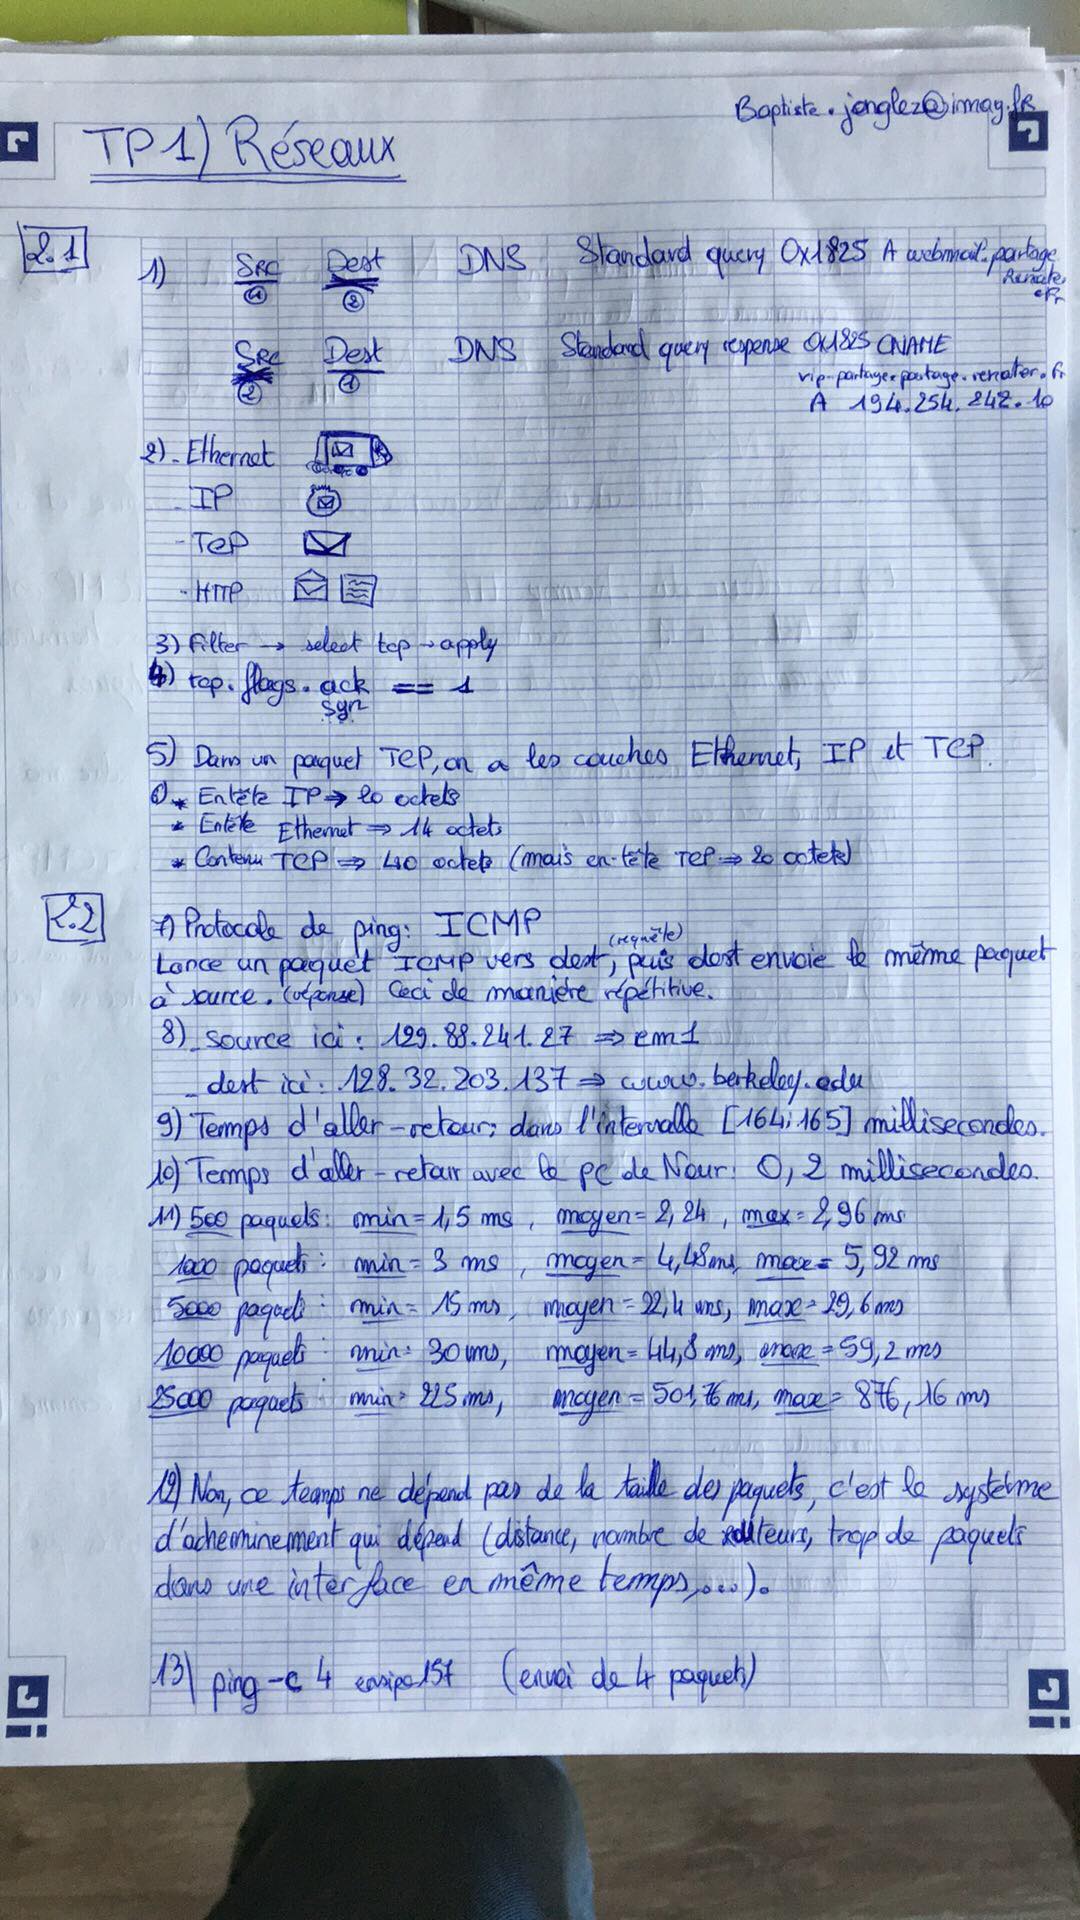 Baptiste.jonglez@imag.fr
TP1) Réseaux
2.1
1) Src Dest DNS Standard query 0x1825 A webmail.partage
① ② Renater
.fr
Src Dest DNS Standard query response 0x1825 CNAME
② ① vip-partage.partage.renater.fr
A 194.254.242.10
2) - Ethernet
- IP
- TCP
- HTTP
3) Filter → select tcp → apply
4) tcp.flags.ack == 1
syn
5) Dans un paquet TCP, on a les couches Ethernet, IP et TCP.
6) * Entête IP ⇒ 20 octets
* Entête Ethernet ⇒ 14 octets
* Contenu TCP ⇒ 40 octets (mais en-tête TCP ⇒ 20 octets)
2.2
7) Protocole de ping: ICMP
Lance un paquet ICMP vers dest, (requête) puis dest envoie le même paquet
à source. (réponse) Ceci de manière répétitive.
8) - source ici : 129.88.241.27 ⇒ em1
- dest ici : 128.32.203.137 ⇒ www.berkeley.edu
9) Temps d'aller-retour: dans l'intervalle [164;165] millisecondes.
10) Temps d'aller-retour avec le pc de Nour: 0,2 millisecondes.
11) 500 paquets: min = 1,5 ms, moyen = 2,24, max = 2,96 ms
1000 paquets : min = 3 ms, moyen = 4,48 ms, max = 5,92 ms
5000 paquets : min = 15 ms, moyen = 22,4 ms, max = 29,6 ms
10000 paquets : min = 30 ms, moyen = 44,8 ms, max = 59,2 ms
25000 paquets : min = 225 ms, moyen = 501,76 ms, max = 876,16 ms
12) Non, ce temps ne dépend pas de la taille des paquets, c'est le système
d'acheminement qui dépend (distance, nombre de routeurs, trop de paquets
dans une interface en même temps,...).
13) ping -c 4 ensipc157 (envoi de 4 paquets)